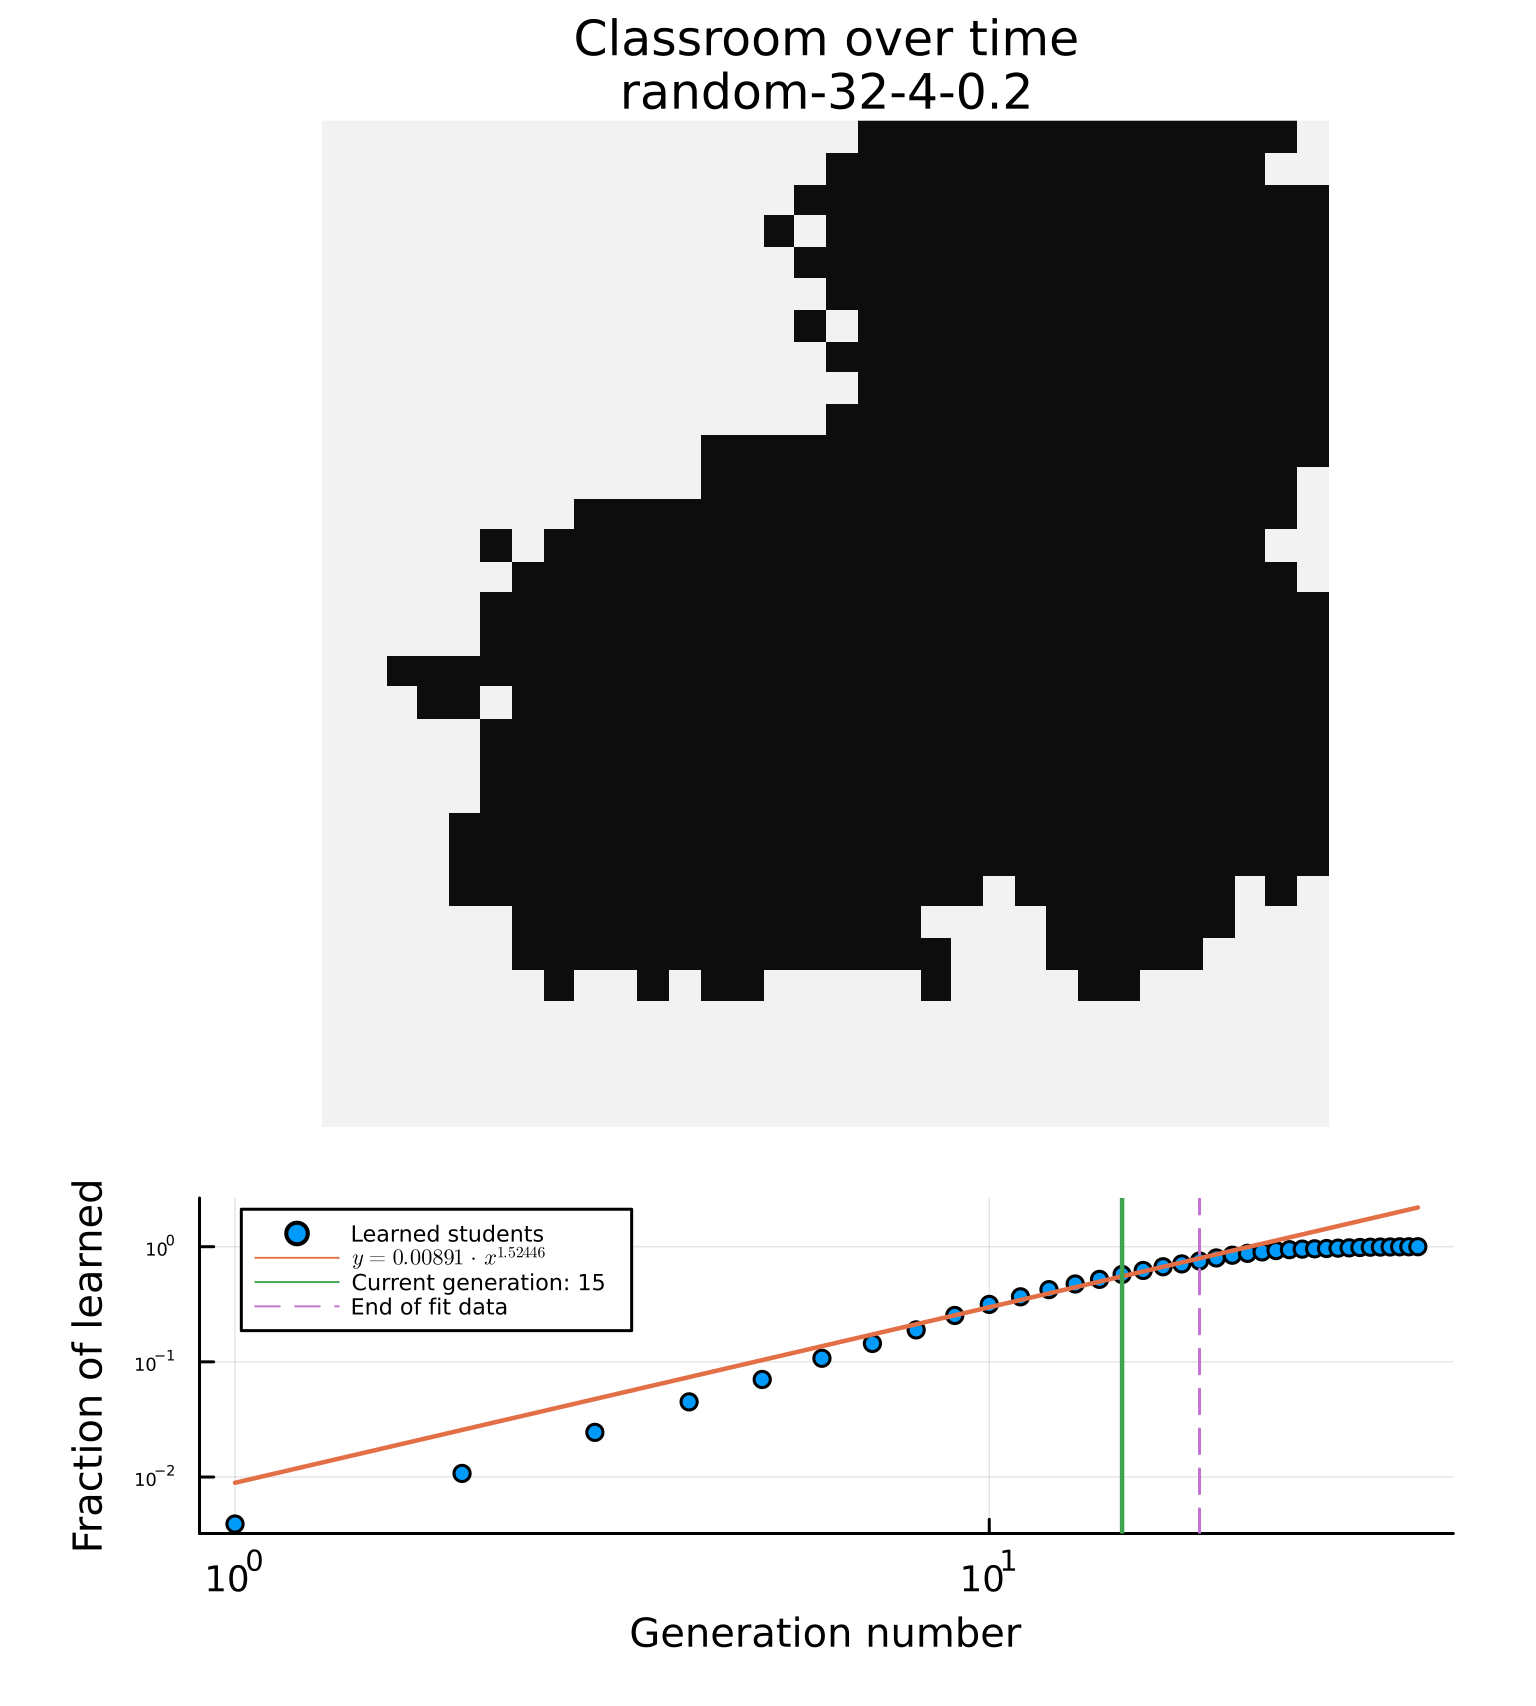 Classroom over time
random-32-4-0.2
Fraction of learned
10^0
10^-1
10^-2
Learned students
y = 0.00891 · x^1.52446
Current generation: 15
End of fit data
10^0
10^1
Generation number